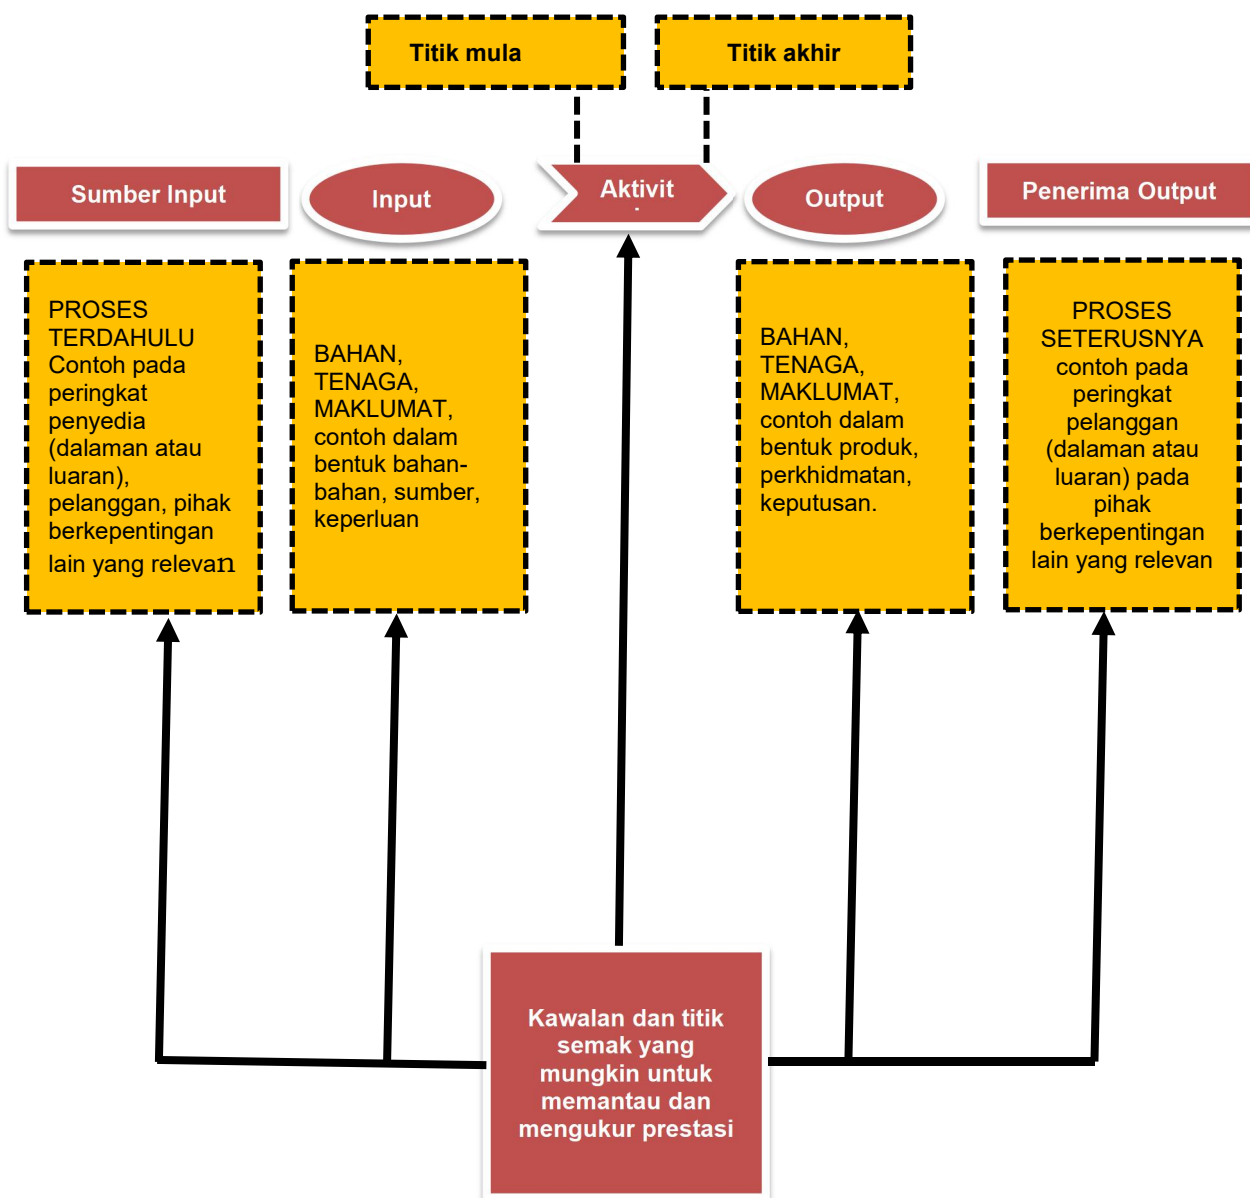 Titik mula
Titik akhir
Sumber Input
Input
Aktivit
Output
Penerima Output
PROSES
TERDAHULU
Contoh pada
peringkat
penyedia
(dalaman atau
luaran),
pelanggan, pihak
berkepentingan
lain yang relevan
BAHAN,
TENAGA,
MAKLUMAT,
contoh dalam
bentuk bahan-
bahan, sumber,
keperluan
BAHAN,
TENAGA,
MAKLUMAT,
contoh dalam
bentuk produk,
perkhidmatan,
keputusan.
PROSES
SETERUSNYA
contoh pada
peringkat
pelanggan
(dalaman atau
luaran) pada
pihak
berkepentingan
lain yang relevan
Kawalan dan titik
semak yang
mungkin untuk
memantau dan
mengukur prestasi